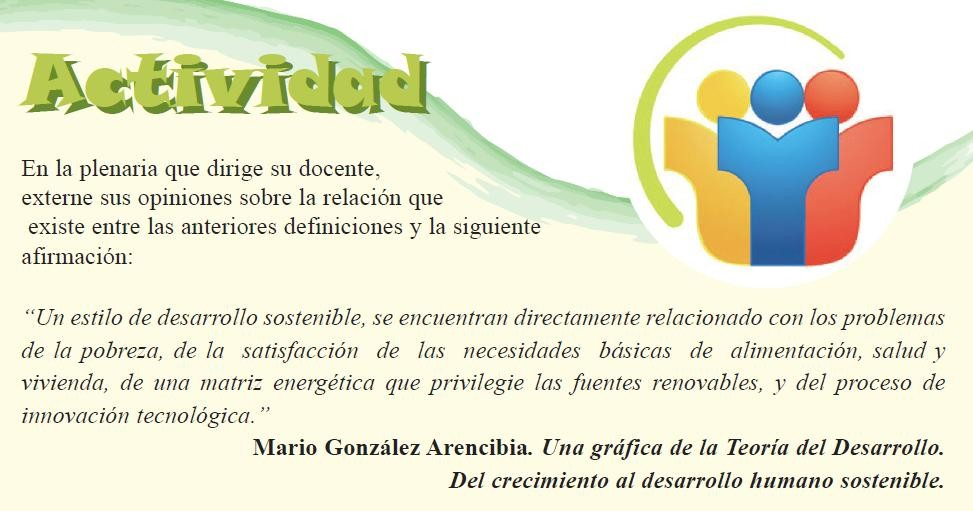 Actividad
En la plenaria que dirige su docente,
externe sus opiniones sobre la relación que
existe entre las anteriores definiciones y la siguiente
afirmación:
“Un estilo de desarrollo sostenible, se encuentran directamente relacionado con los problemas
de la pobreza, de la satisfacción de las necesidades básicas de alimentación, salud y
vivienda, de una matriz energética que privilegie las fuentes renovables, y del proceso de
innovación tecnológica.”
Mario González Arencibia. Una gráfica de la Teoría del Desarrollo.
Del crecimiento al desarrollo humano sostenible.